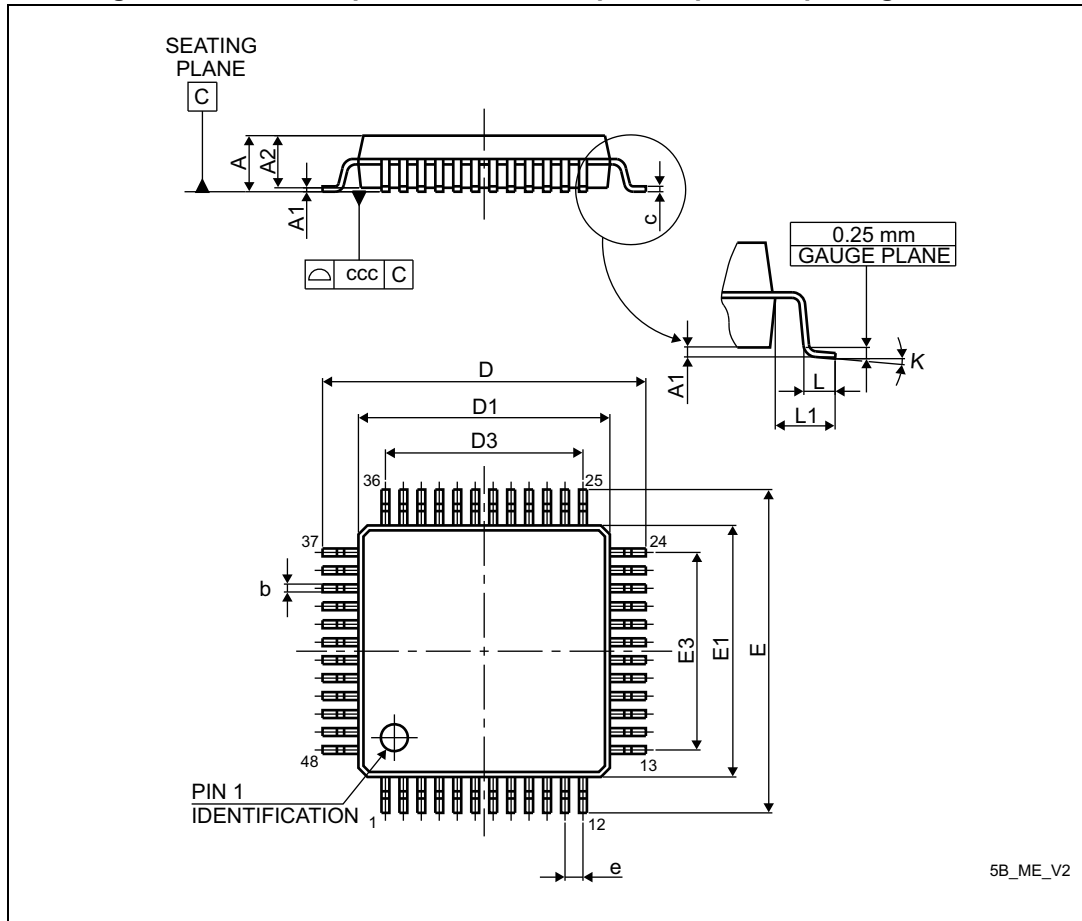 SEATING
PLANE
C
A
A2
A1
c
ccc C
0.25 mm
GAUGE PLANE
A1
K
L
L1
D
D1
D3
36
25
37
24
b
E3
E1
E
48
13
PIN 1
IDENTIFICATION
1
12
e
5B_ME_V2